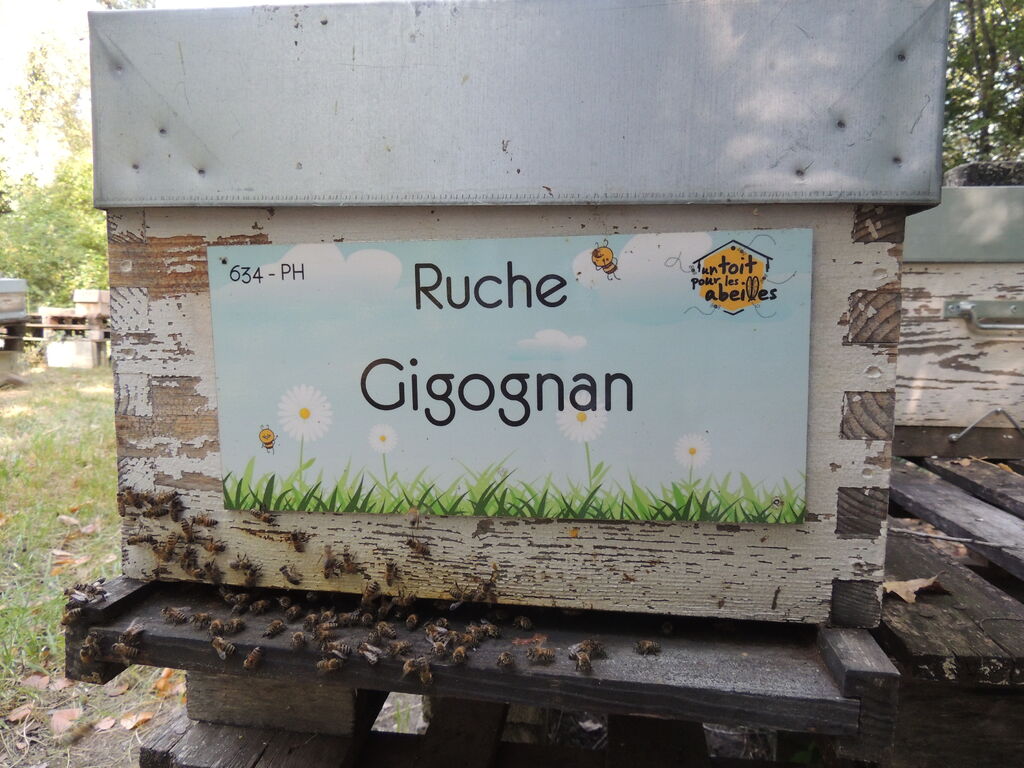 634 - PH
Ruche
un toit
pour les
abeilles
Gigognan